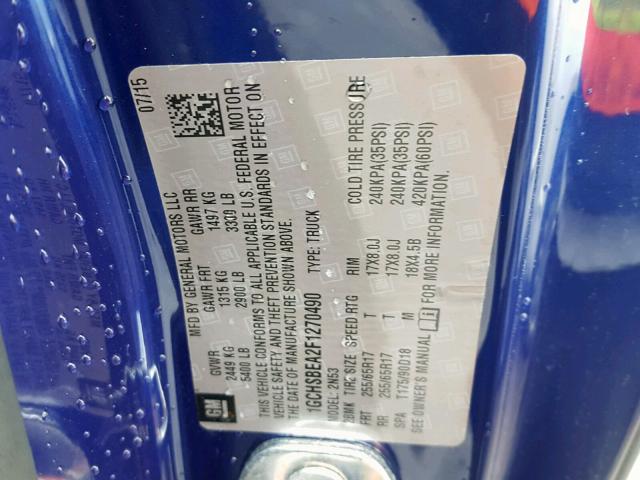 07/15
MFD BY GENERAL MOTORS LLC
GVWR GAWR FRT GAWR RR
2449 KG 1315 KG 1497 KG
5400 LB 2900 LB 3300 LB
THIS VEHICLE CONFORMS TO ALL APPLICABLE U.S. FEDERAL MOTOR
VEHICLE SAFETY AND THEFT PREVENTION STANDARDS IN EFFECT ON
THE DATE OF MANUFACTURE SHOWN ABOVE.
1GCHSBEA2F1270490 TYPE: TRUCK
MODEL: 2N53
TIRE SIZE SPEED RTG RIM COLD TIRE PRESSURE
FRT 255/65R17 T 17X8.0J 240KPA(35PSI)
RR 255/65R17 T 17X8.0J 240KPA(35PSI)
SPA T175/90D18 M 18X4.5B 420KPA(60PSI)
SEE OWNER'S MANUAL FOR MORE INFORMATION.
GM